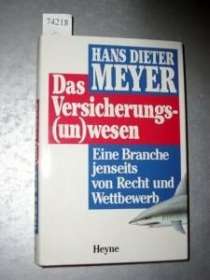 74218
HANS DIETER
MEYER
Das
Versicherungs-
(un)wesen
Eine Branche
jenseits
von Recht und
Wettbewerb
Heyne